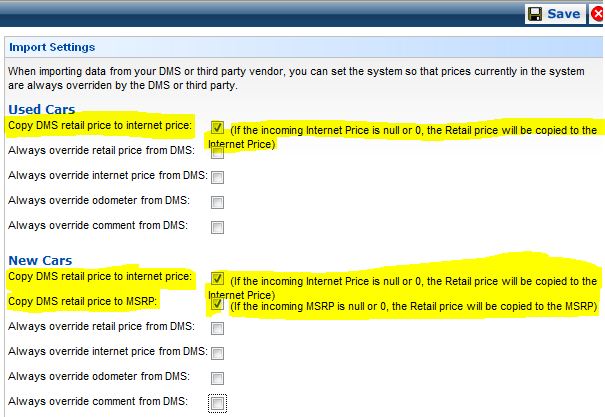 Save
Import Settings
When importing data from your DMS or third party vendor, you can set the system so that prices currently in the system
are always overriden by the DMS or third party.
Used Cars
Copy DMS retail price to internet price: (If the incoming Internet Price is null or 0, the Retail price will be copied to the
Internet Price)
Always override retail price from DMS:
Always override internet price from DMS:
Always override odometer from DMS:
Always override comment from DMS:
New Cars
Copy DMS retail price to internet price: (If the incoming Internet Price is null or 0, the Retail price will be copied to the
Internet Price)
Copy DMS retail price to MSRP: (If the incoming MSRP is null or 0, the Retail price will be copied to the MSRP)
Always override retail price from DMS:
Always override internet price from DMS:
Always override odometer from DMS:
Always override comment from DMS: